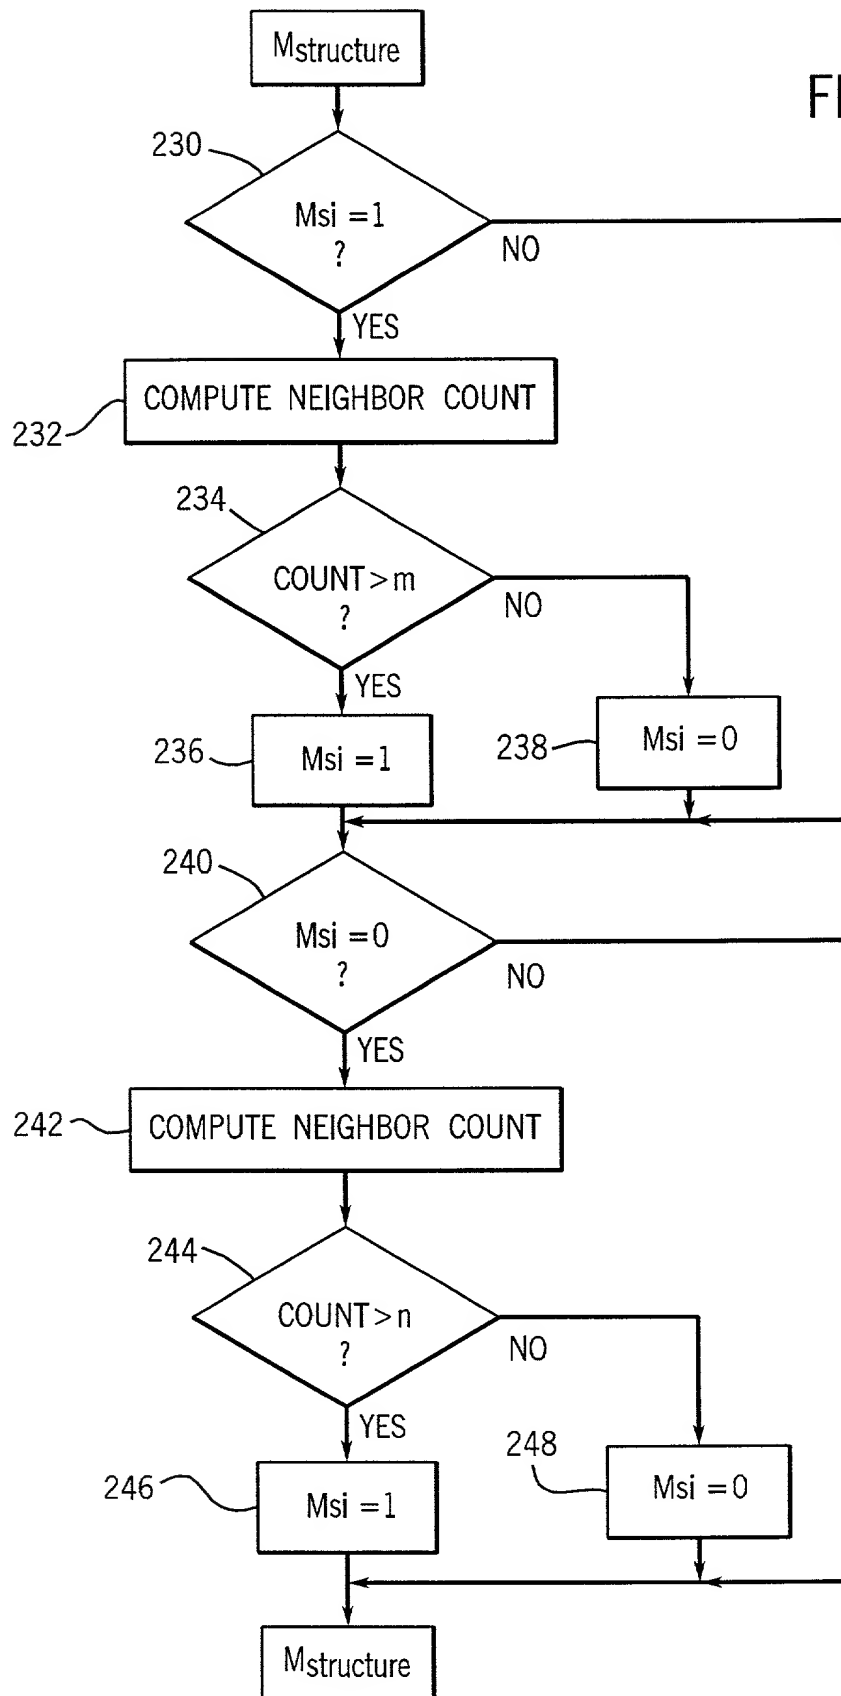 Mstructure
FI
230
Msi = 1
?
NO
YES
COMPUTE NEIGHBOR COUNT
232
234
COUNT > m
?
NO
YES
236
Msi = 1
238
Msi = 0
240
Msi = 0
?
NO
YES
242
COMPUTE NEIGHBOR COUNT
244
COUNT > n
?
NO
YES
246
Msi = 1
248
Msi = 0
Mstructure